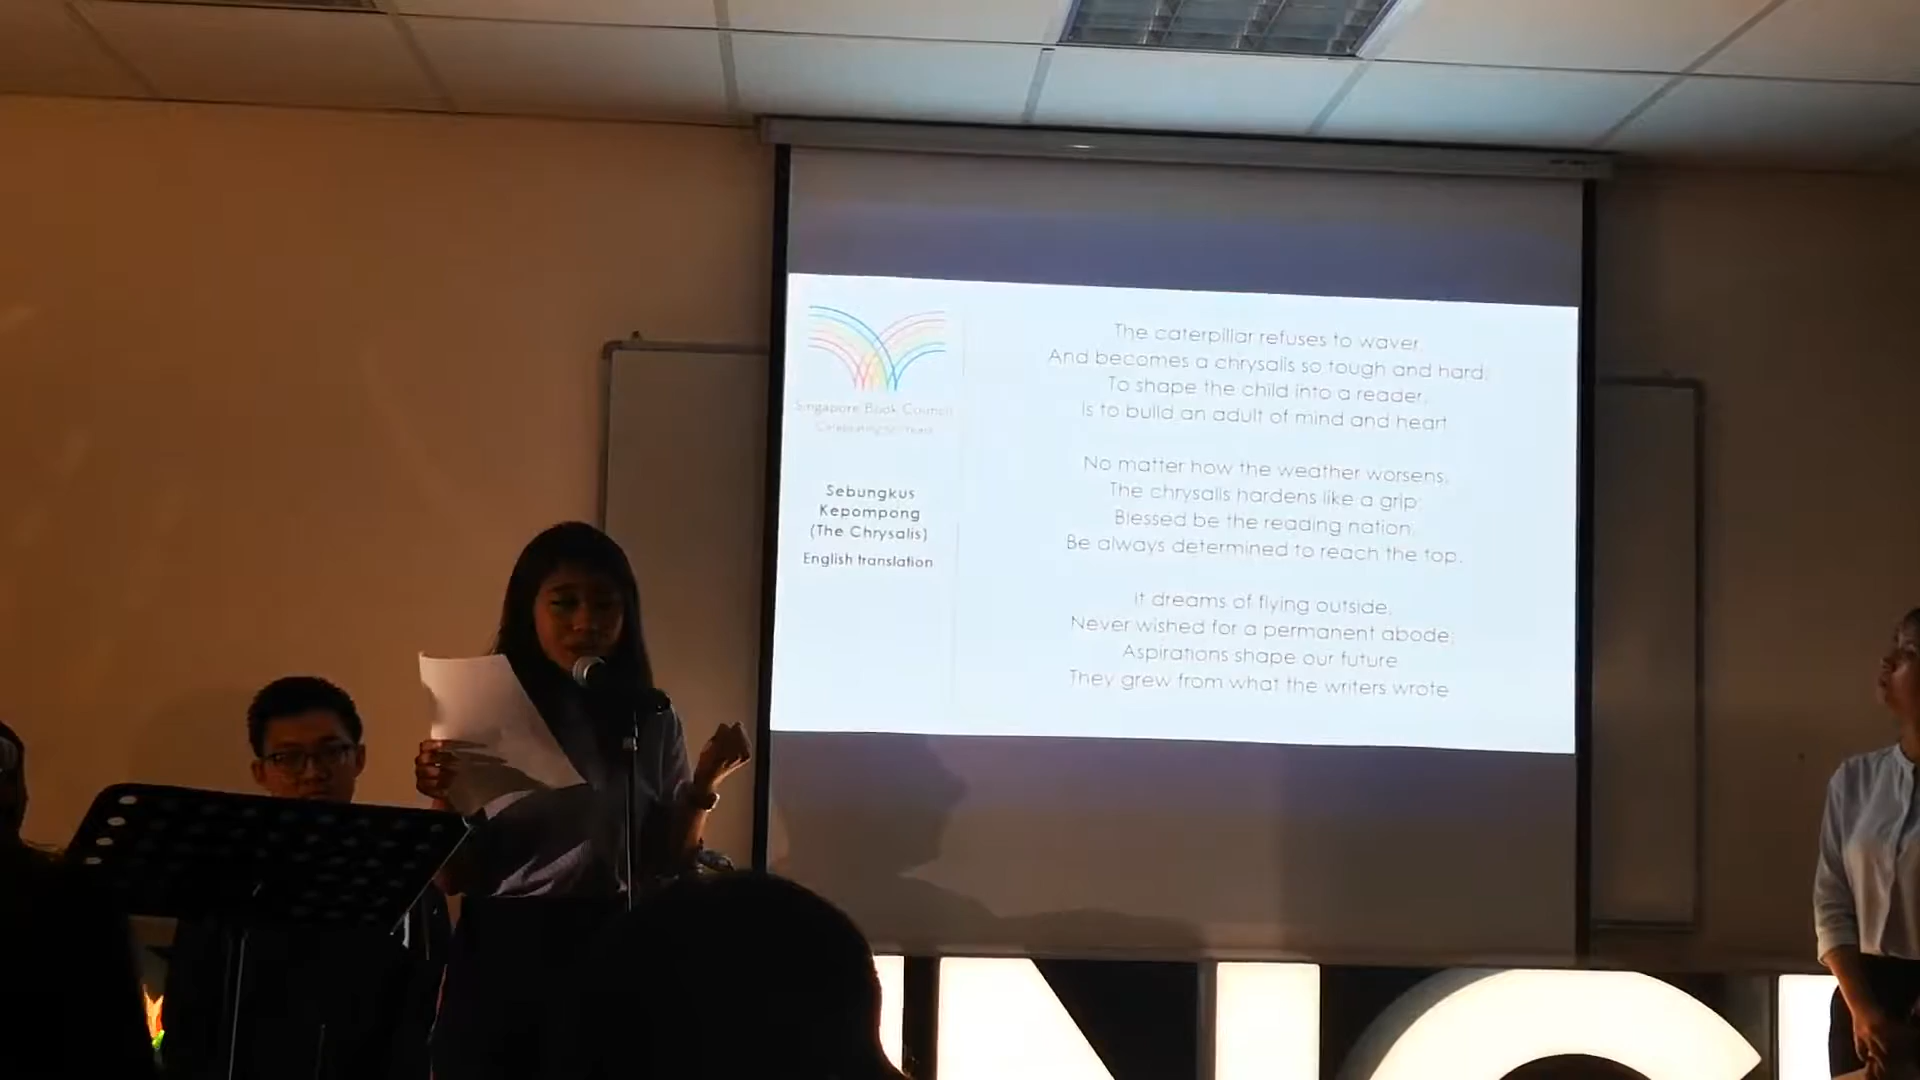 Singapore Book Council
Sebungkus
Kepompong
(The Chrysalis)
English translation
The caterpillar refuses to waver
And becomes a chrysalis so tough and hard;
To shape the child into a reader,
Is to build an adult of mind and heart
No matter how the weather worsens,
The chrysalis hardens like a grip;
Blessed be the reading nation,
Be always determined to reach the top.
It dreams of flying outside,
Never wished for a permanent abode;
Aspirations shape our future
They grew from what the writers wrote